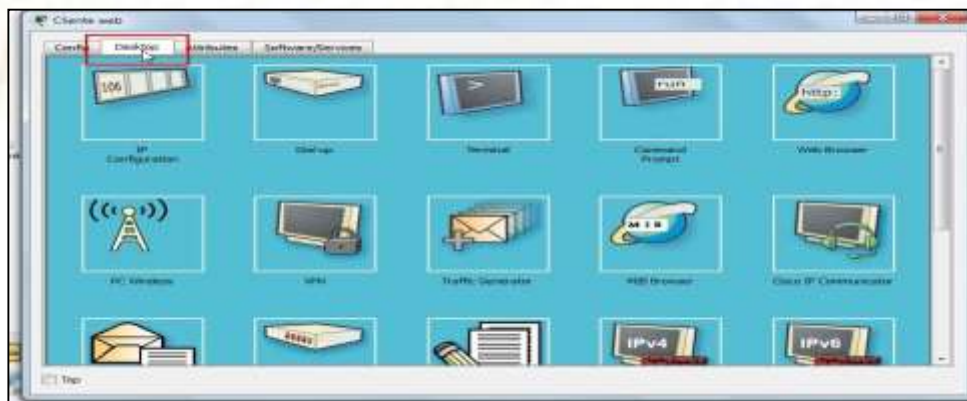 Cliente web
Config Desktop Attributes Software/Services
106
run
http:
IP
Configuration
Dial-up
Terminal
Command
Prompt
Web Browser
MIB
PC Wireless
VPN
Traffic Generator
MIB Browser
Cisco IP Communicator
IPv4
IPv6
Top